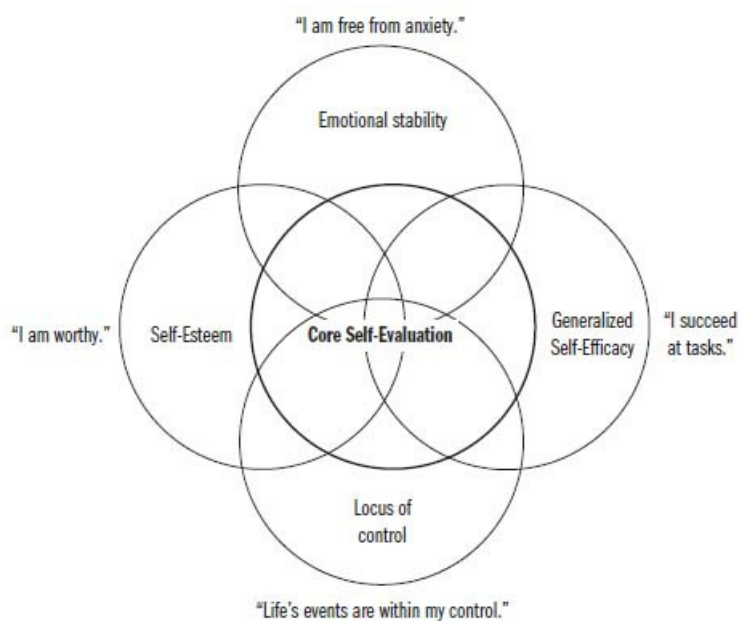 “I am free from anxiety.”
Emotional stability
“I am worthy.”
Self-Esteem
Core Self-Evaluation
Generalized
Self-Efficacy
“I succeed
at tasks.”
Locus of
control
“Life’s events are within my control.”